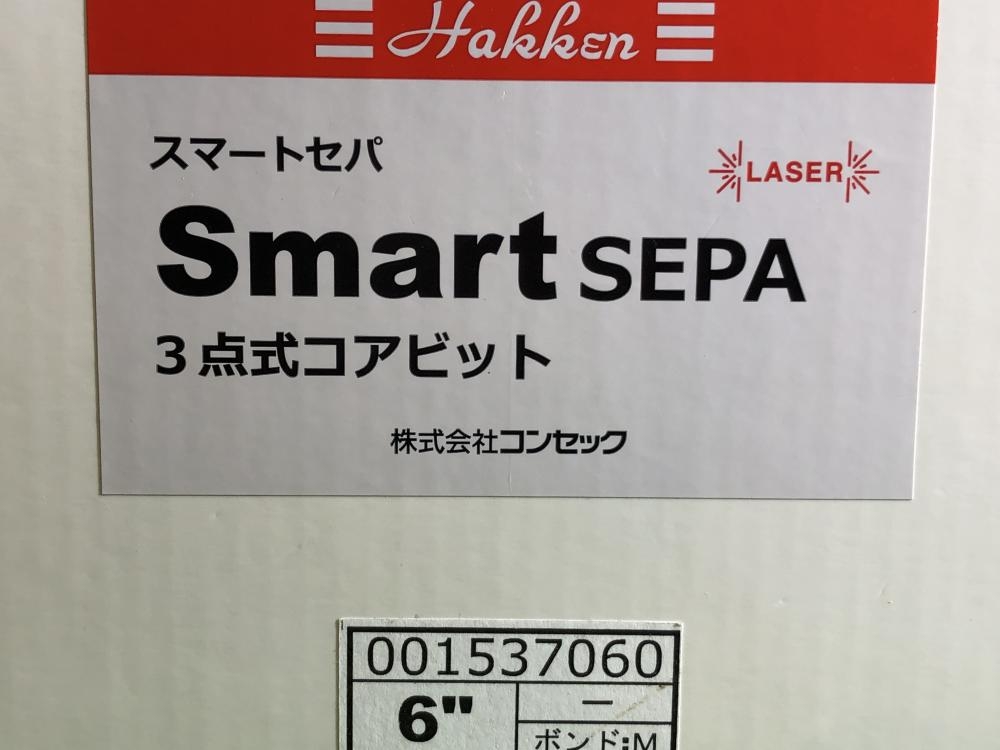 Hakken
スマートセパ
LASER
Smart SEPA
3点式コアビット
株式会社コンセック
001537060
6"
ー
ボンド:M